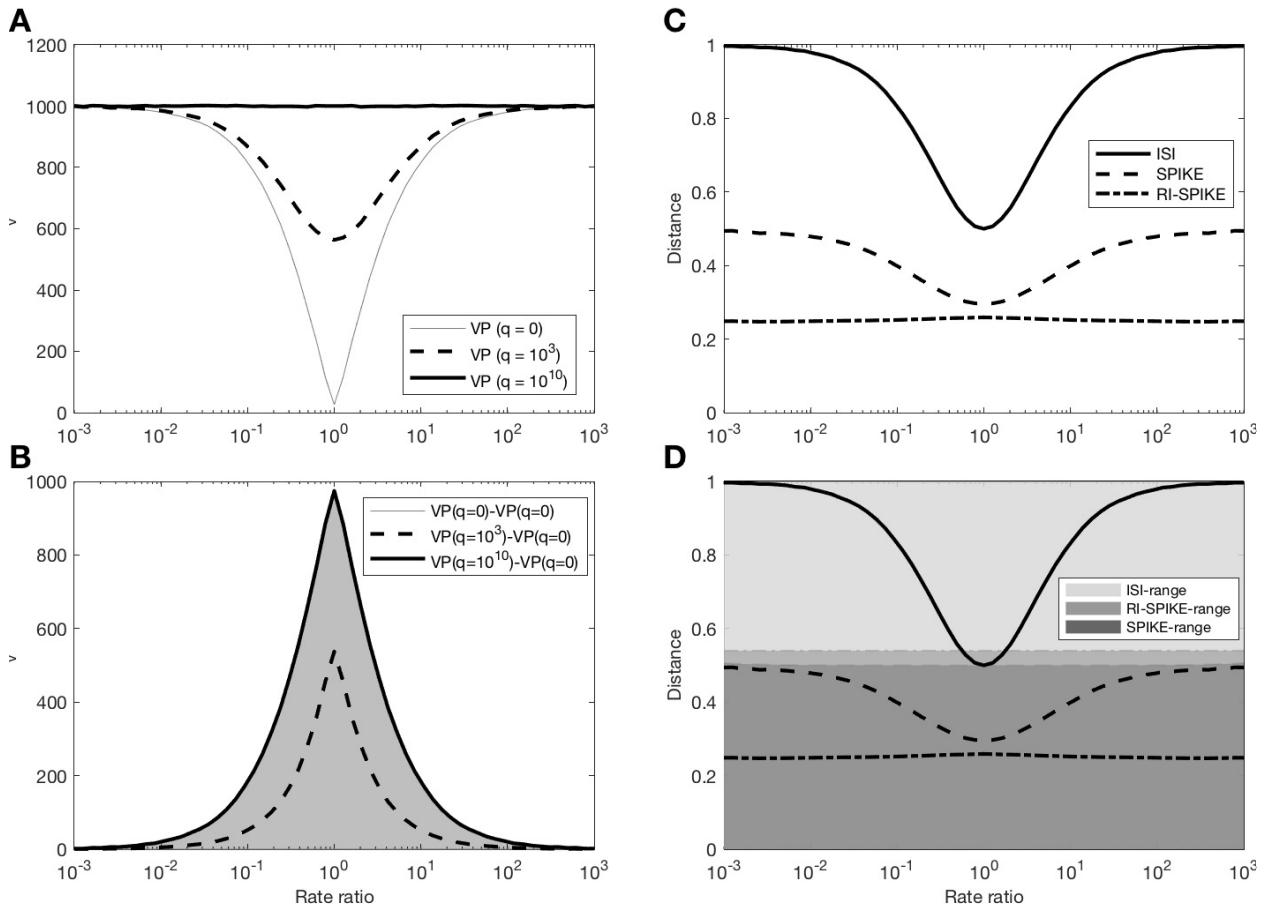 A
1200
1000
800
600
400
200
0
v
VP (q = 0)
VP (q = 10^3)
VP (q = 10^10)
10^-3 10^-2 10^-1 10^0 10^1 10^2 10^3
B
1000
800
600
400
200
0
v
VP(q=0)-VP(q=0)
VP(q=10^3)-VP(q=0)
VP(q=10^10)-VP(q=0)
10^-3 10^-2 10^-1 10^0 10^1 10^2 10^3
Rate ratio
C
1
0.8
0.6
0.4
0.2
0
Distance
ISI
SPIKE
RI-SPIKE
10^-3 10^-2 10^-1 10^0 10^1 10^2 10^3
D
1
0.8
0.6
0.4
0.2
0
Distance
ISI-range
RI-SPIKE-range
SPIKE-range
10^-3 10^-2 10^-1 10^0 10^1 10^2 10^3
Rate ratio